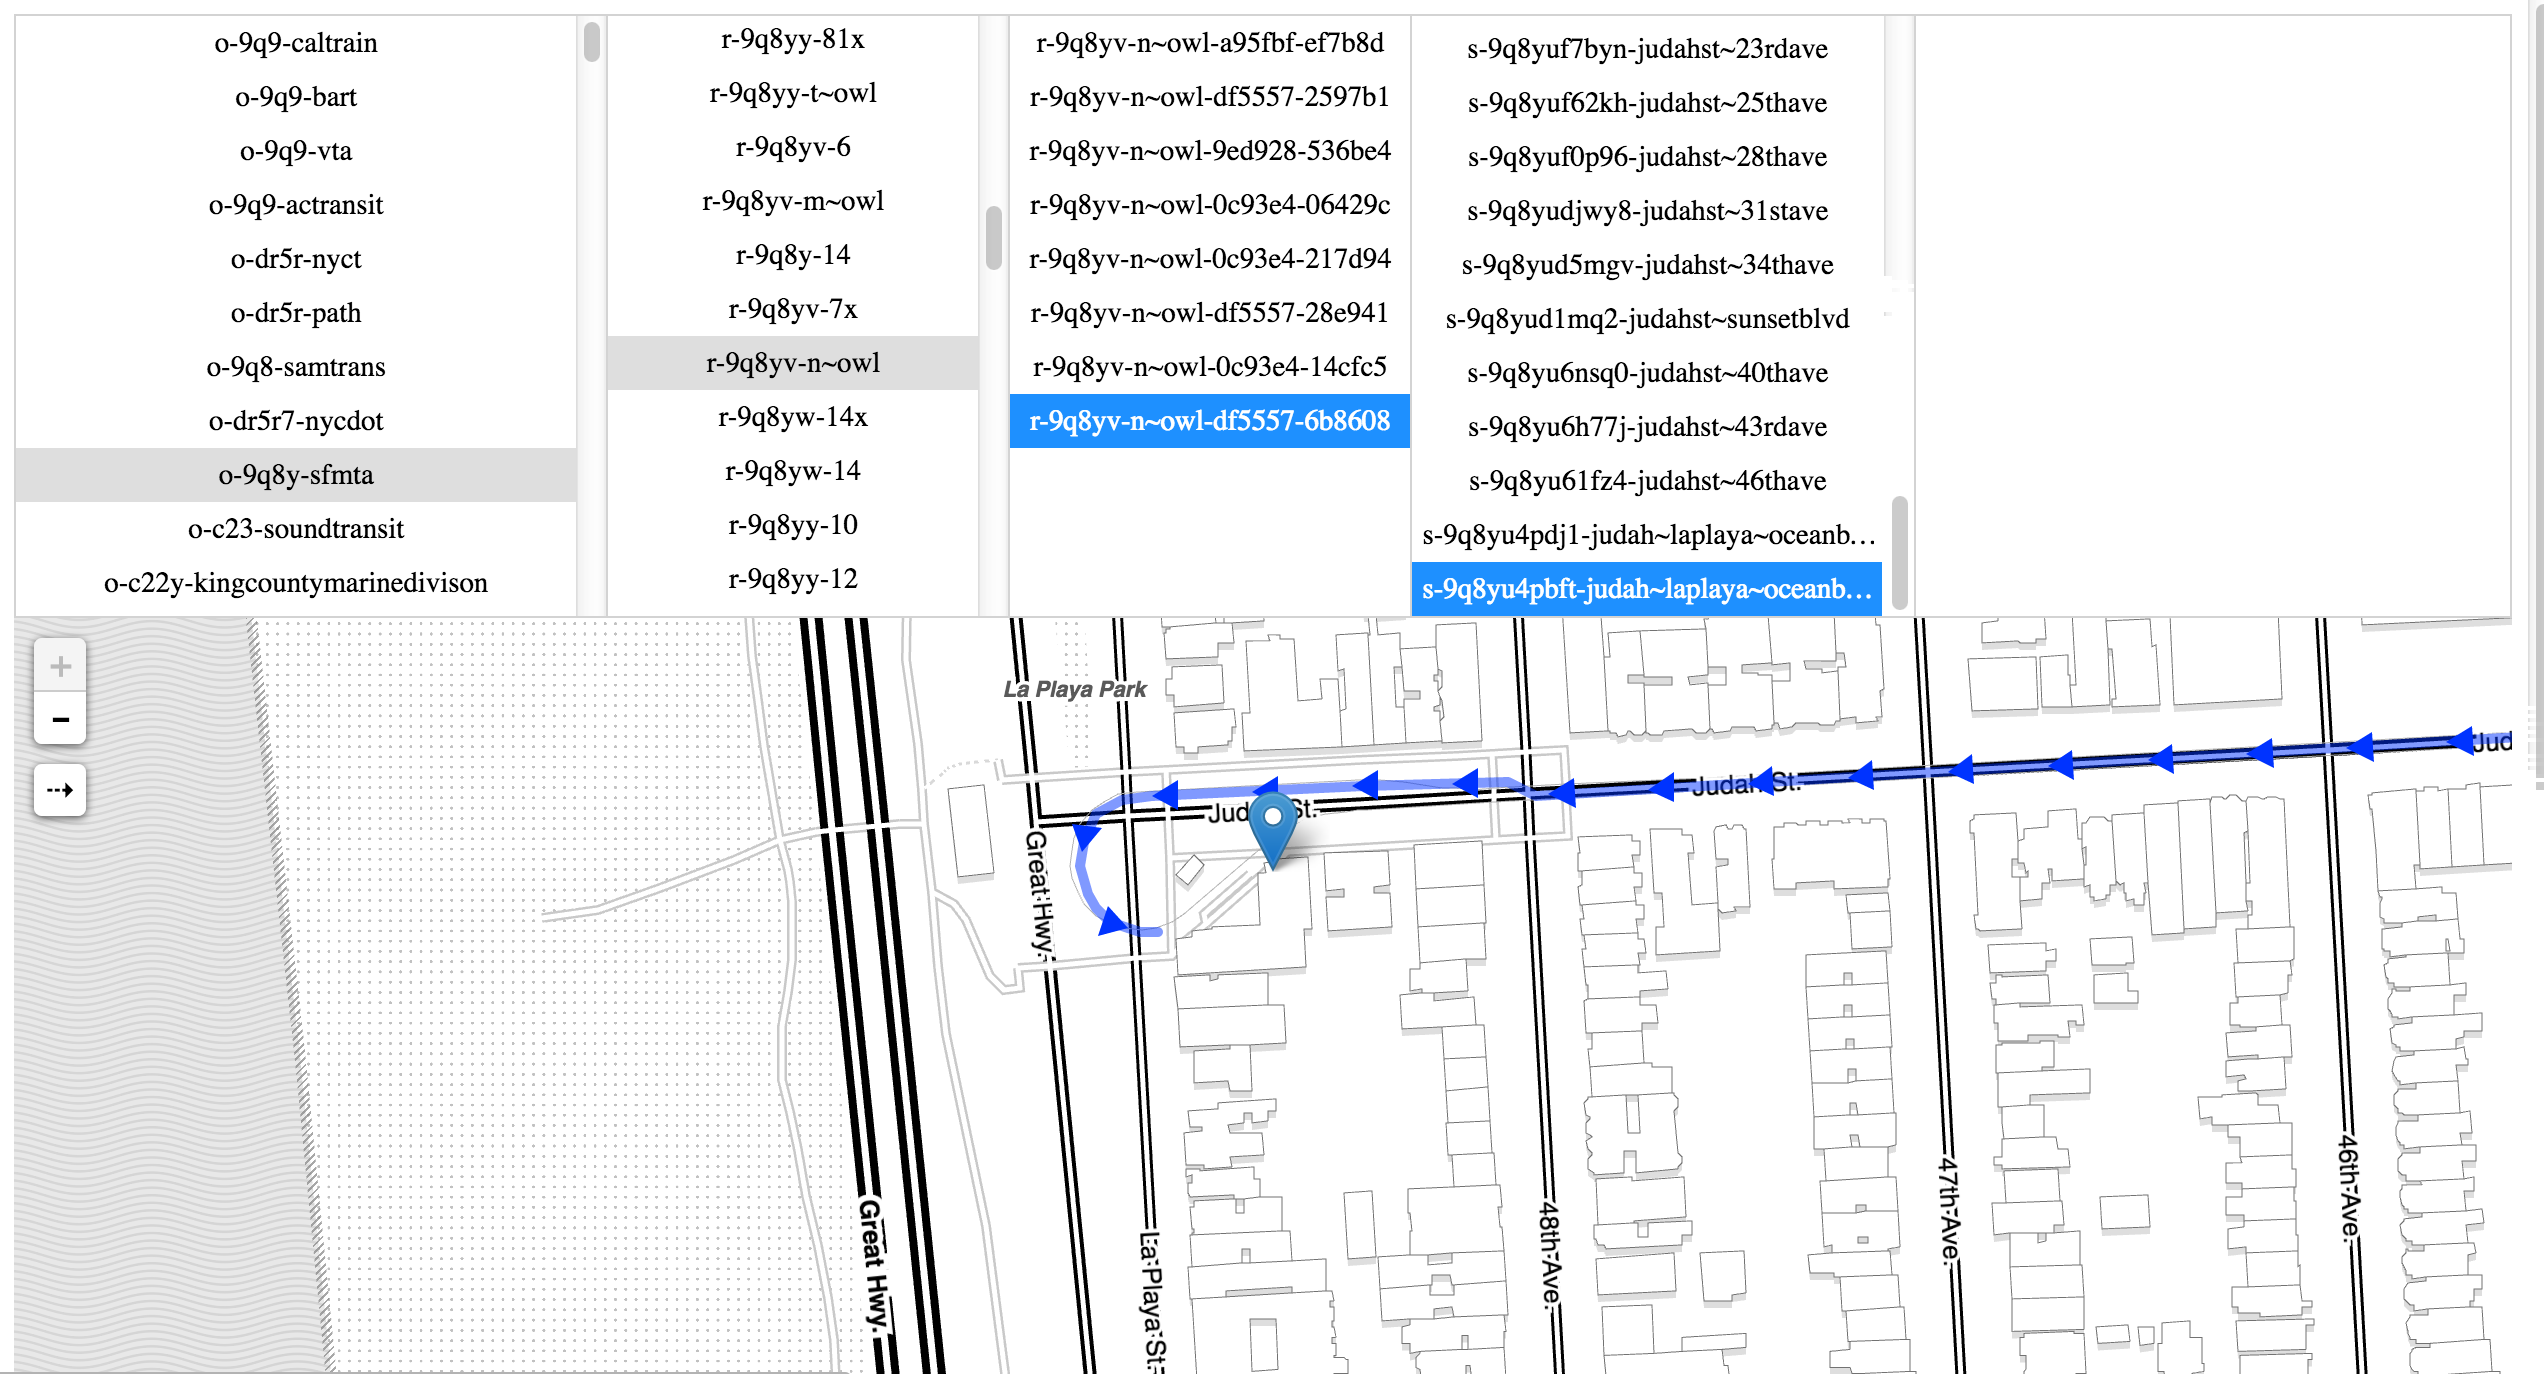 o-9q9-caltrain
o-9q9-bart
o-9q9-vta
o-9q9-actransit
o-dr5r-nyct
o-dr5r-path
o-9q8-samtrans
o-dr5r7-nycdot
o-9q8y-sfmta
o-c23-soundtransit
o-c22y-kingcountymarinedivison
r-9q8yy-81x
r-9q8yy-t~owl
r-9q8yv-6
r-9q8yv-m~owl
r-9q8y-14
r-9q8yv-7x
r-9q8yv-n~owl
r-9q8yw-14x
r-9q8yw-14
r-9q8yy-10
r-9q8yy-12
r-9q8yv-n~owl-a95fbf-ef7b8d
r-9q8yv-n~owl-df5557-2597b1
r-9q8yv-n~owl-9ed928-536be4
r-9q8yv-n~owl-0c93e4-06429c
r-9q8yv-n~owl-0c93e4-217d94
r-9q8yv-n~owl-df5557-28e941
r-9q8yv-n~owl-0c93e4-14cfc5
r-9q8yv-n~owl-df5557-6b8608
s-9q8yuf7byn-judahst~23rdave
s-9q8yuf62kh-judahst~25thave
s-9q8yuf0p96-judahst~28thave
s-9q8yudjwy8-judahst~31stave
s-9q8yud5mgv-judahst~34thave
s-9q8yud1mq2-judahst~sunsetblvd
s-9q8yu6nsq0-judahst~40thave
s-9q8yu6h77j-judahst~43rdave
s-9q8yu61fz4-judahst~46thave
s-9q8yu4pdj1-judah~laplaya~oceanb…
s-9q8yu4pbft-judah~laplaya~oceanb…
+
-
La Playa Park
Jud
Judah St.
Jud St.
Great Hwy.
Great Hwy.
La Playa St.
48th Ave.
47th Ave.
46th Ave.